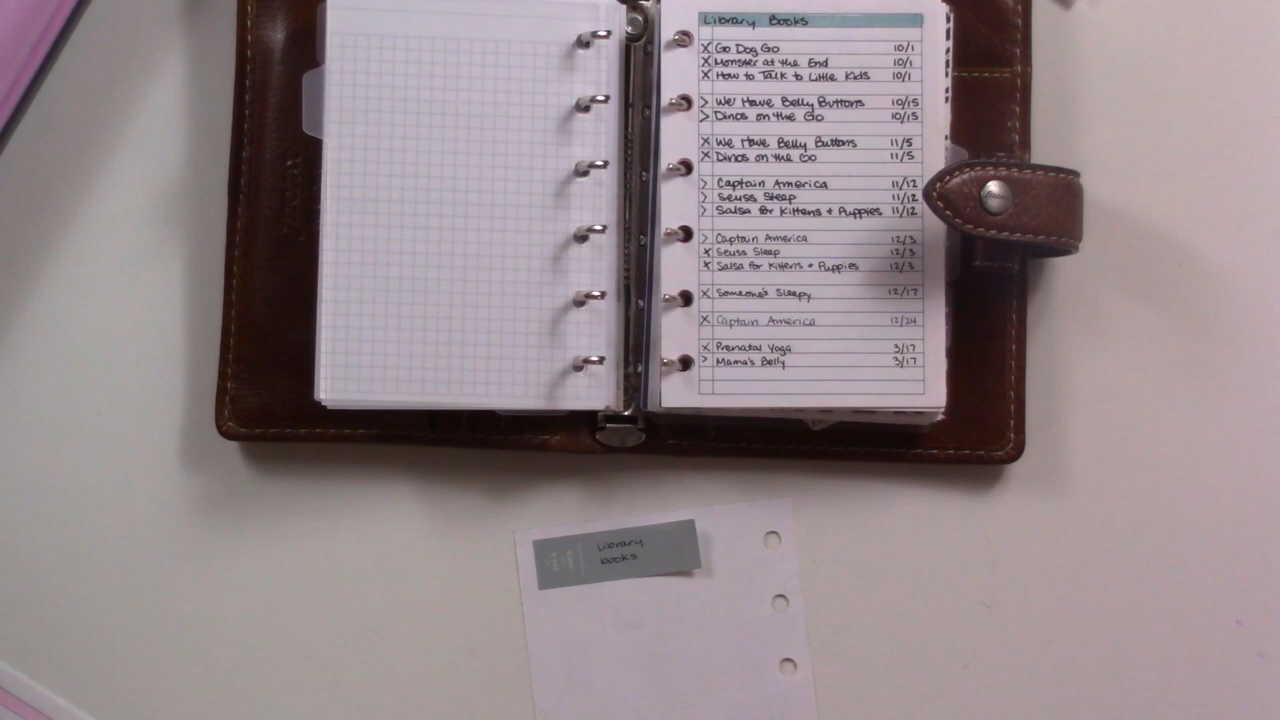 Library Books
X Go Dog Go 10/1
X Monster at the End 10/1
X How to Talk to Little Kids 10/1
> We Have Belly Buttons 10/15
> Dinos on the Go 10/15
X We Have Belly Buttons 11/5
X Dinos on the Go 11/5
> Captain America 11/12
> Seuss Sleep 11/12
> Salsa for Kittens + Puppies 11/12
> Captain America 12/3
X Seuss Sleep 12/3
X Salsa for Kittens + Puppies 12/3
X Someone's Sleepy 12/17
X Captain America 12/24
X Prenatal Yoga 3/17
> Mama's Belly 3/17
Library
books